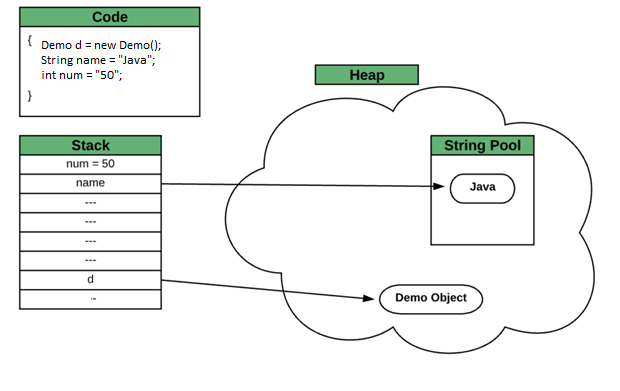 Code
{ Demo d = new Demo();
String name = "Java";
int num = "50";
}
Heap
Stack
num = 50
name
---
---
---
---
d
--
String Pool
Java
Demo Object